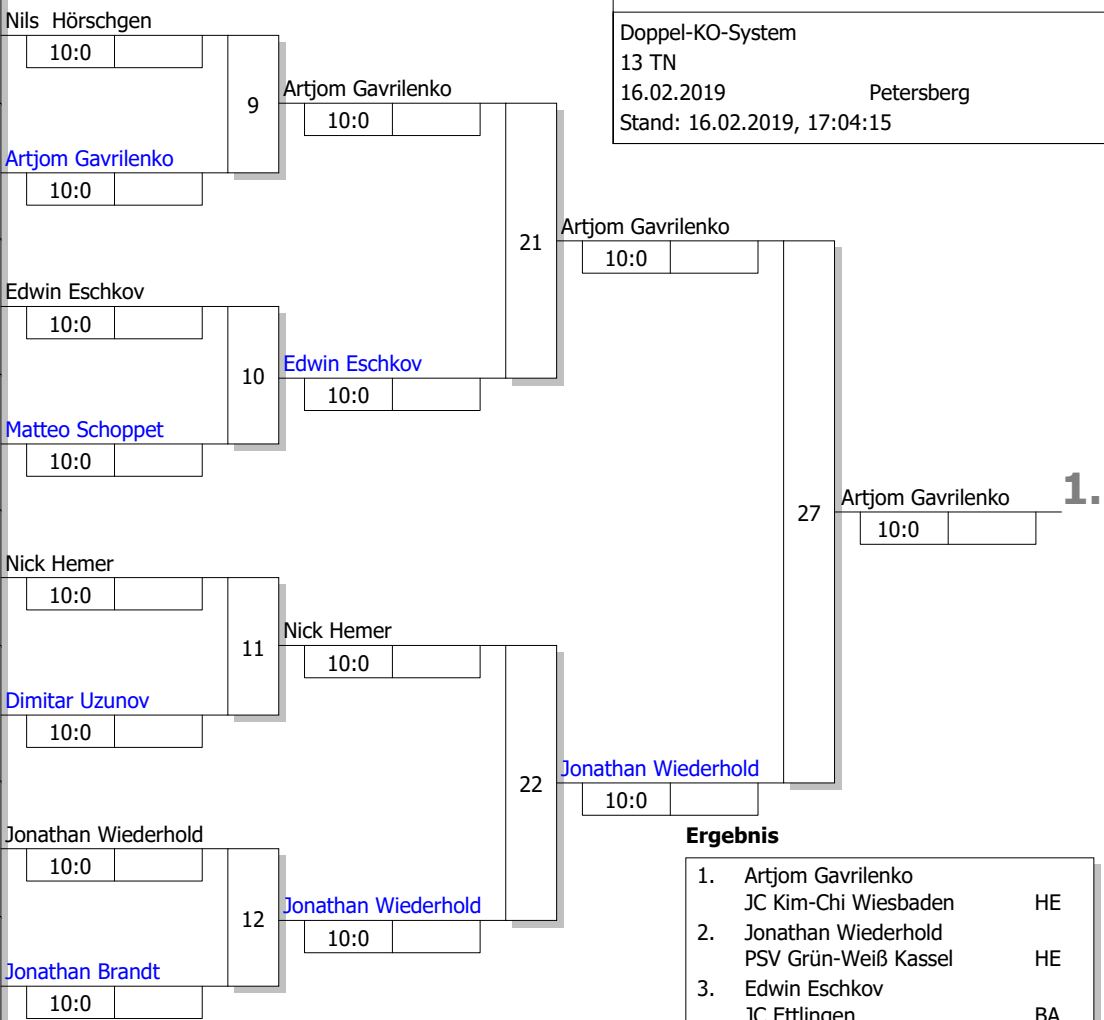 Nils Hörschgen
10:0
9
Artjom Gavrilenko
10:0
Artjom Gavrilenko
10:0
Doppel-KO-System
13 TN
16.02.2019 Petersberg
Stand: 16.02.2019, 17:04:15
21
Artjom Gavrilenko
10:0
Edwin Eschkov
10:0
10
Edwin Eschkov
10:0
Matteo Schoppet
10:0
27
Artjom Gavrilenko
10:0
1.
Nick Hemer
10:0
11
Nick Hemer
10:0
Dimitar Uzunov
10:0
22
Jonathan Wiederhold
10:0
Jonathan Wiederhold
10:0
12
Jonathan Wiederhold
10:0
Jonathan Brandt
10:0
Ergebnis
1. Artjom Gavrilenko
JC Kim-Chi Wiesbaden HE
2. Jonathan Wiederhold
PSV Grün-Weiß Kassel HE
3. Edwin Eschkov
JC Ettlingen BA